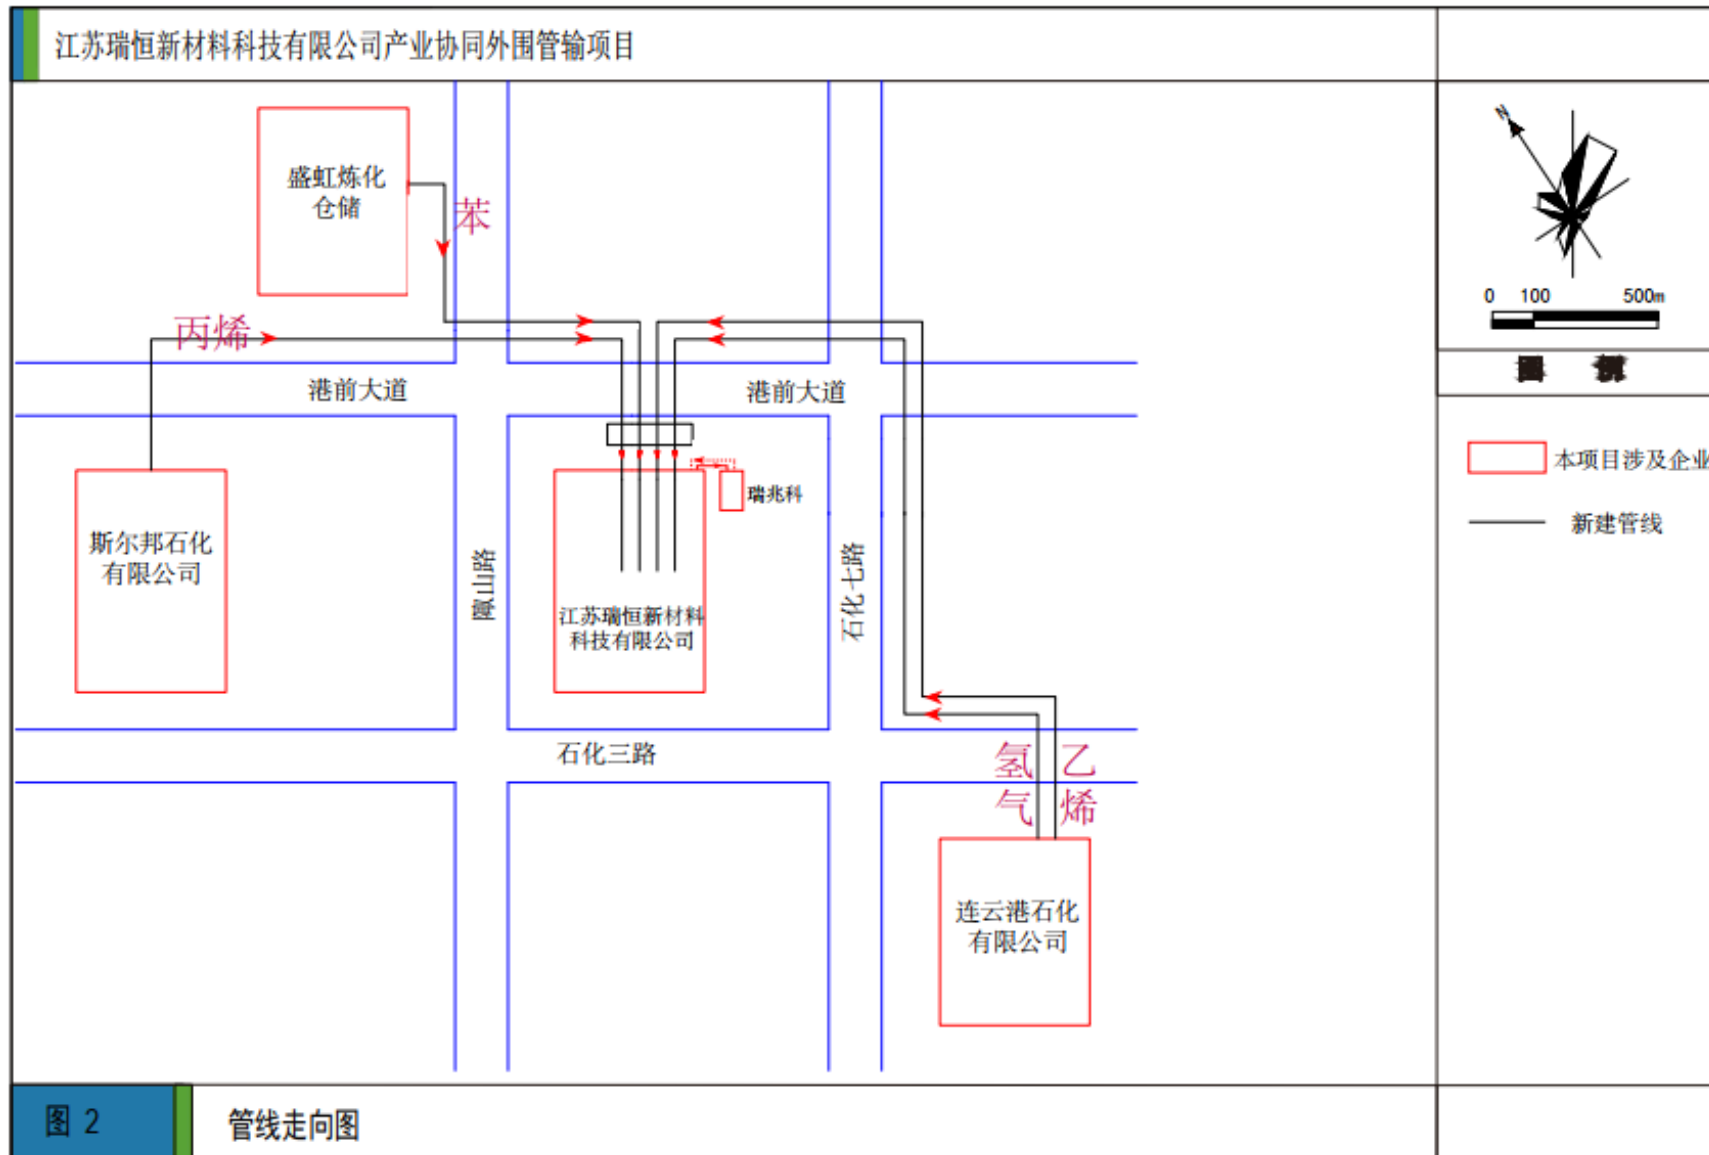 江苏瑞恒新材料科技有限公司产业协同外围管输项目
N
盛虹炼化
仓储
苯
0 100 500m
丙烯
图 例
港前大道
港前大道
本项目涉及企业
瑞兆科
新建管线
斯尔邦石化
有限公司
陬山路
石化七路
江苏瑞恒新材料
科技有限公司
石化三路
氢气
乙烯
连云港石化
有限公司
图 2
管线走向图